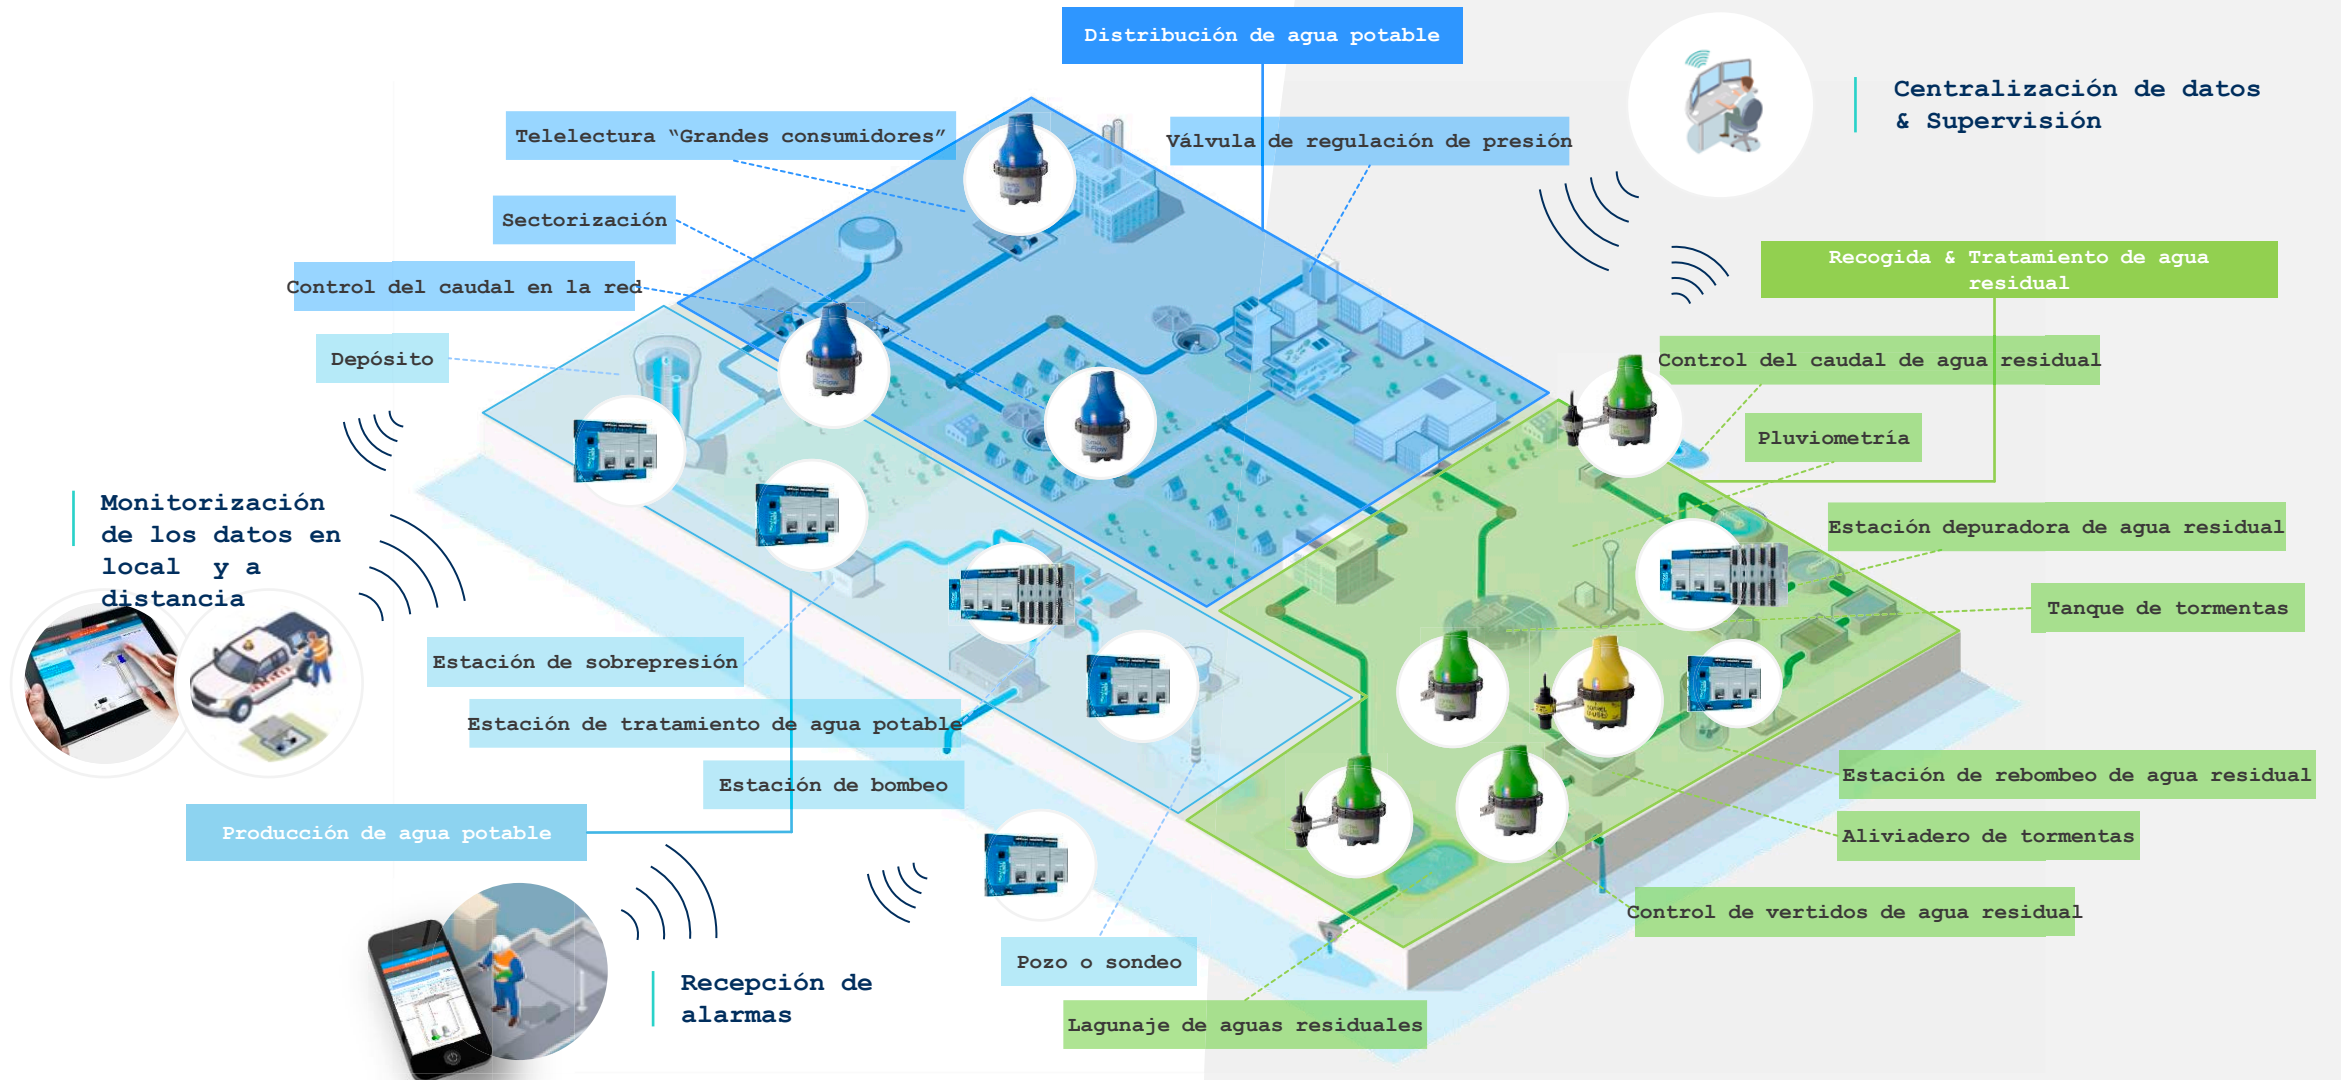 Distribución de agua potable
Centralización de datos
& Supervisión
Telelectura “Grandes consumidores”
Válvula de regulación de presión
Sectorización
Control del caudal en la red
Recogida & Tratamiento de agua
residual
Depósito
Control del caudal de agua residual
Pluviometría
Monitorización
de los datos en
local y a
distancia
Estación depuradora de agua residual
Tanque de tormentas
Estación de sobrepresión
Estación de tratamiento de agua potable
Estación de bombeo
Estación de rebombeo de agua residual
Producción de agua potable
Aliviadero de tormentas
Control de vertidos de agua residual
Pozo o sondeo
Recepción de
alarmas
Lagunaje de aguas residuales